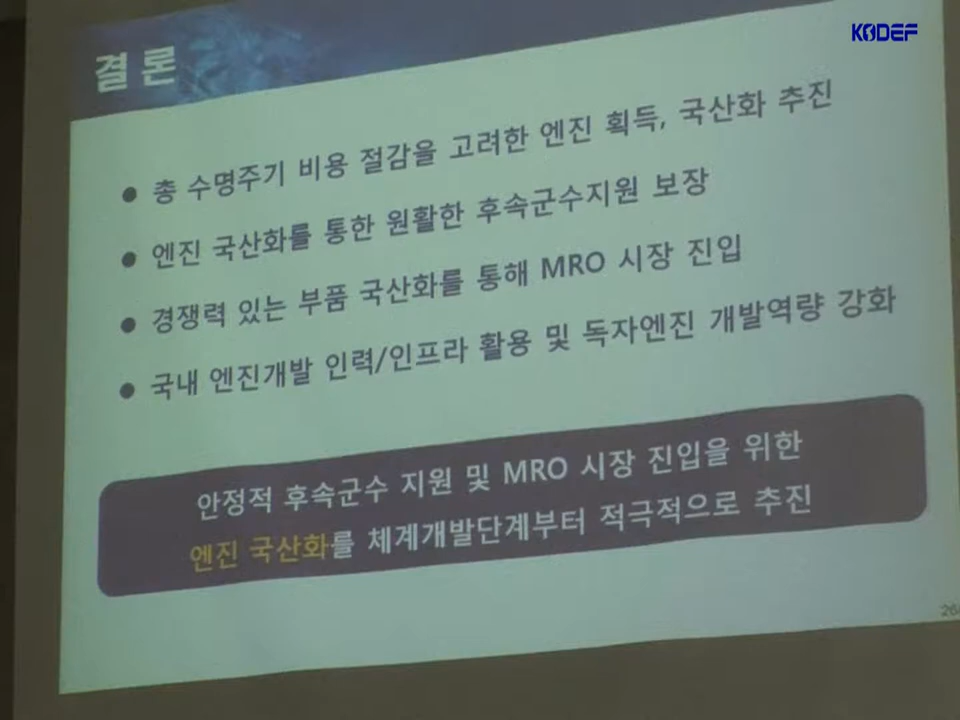 KODEF
결론
● 총 수명주기 비용 절감을 고려한 엔진 획득, 국산화 추진
● 엔진 국산화를 통한 원활한 후속군수지원 보장
● 경쟁력 있는 부품 국산화를 통해 MRO 시장 진입
● 국내 엔진개발 인력/인프라 활용 및 독자엔진 개발역량 강화
안정적 후속군수 지원 및 MRO 시장 진입을 위한
엔진 국산화를 체계개발단계부터 적극적으로 추진